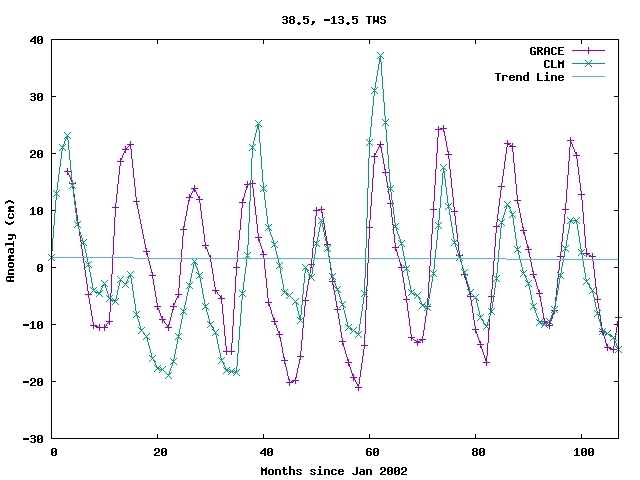 38.5, -13.5 TWS
GRACE
CLM
Trend Line
40
30
20
10
0
-10
-20
-30
Anomaly (cm)
0 20 40 60 80 100
Months since Jan 2002